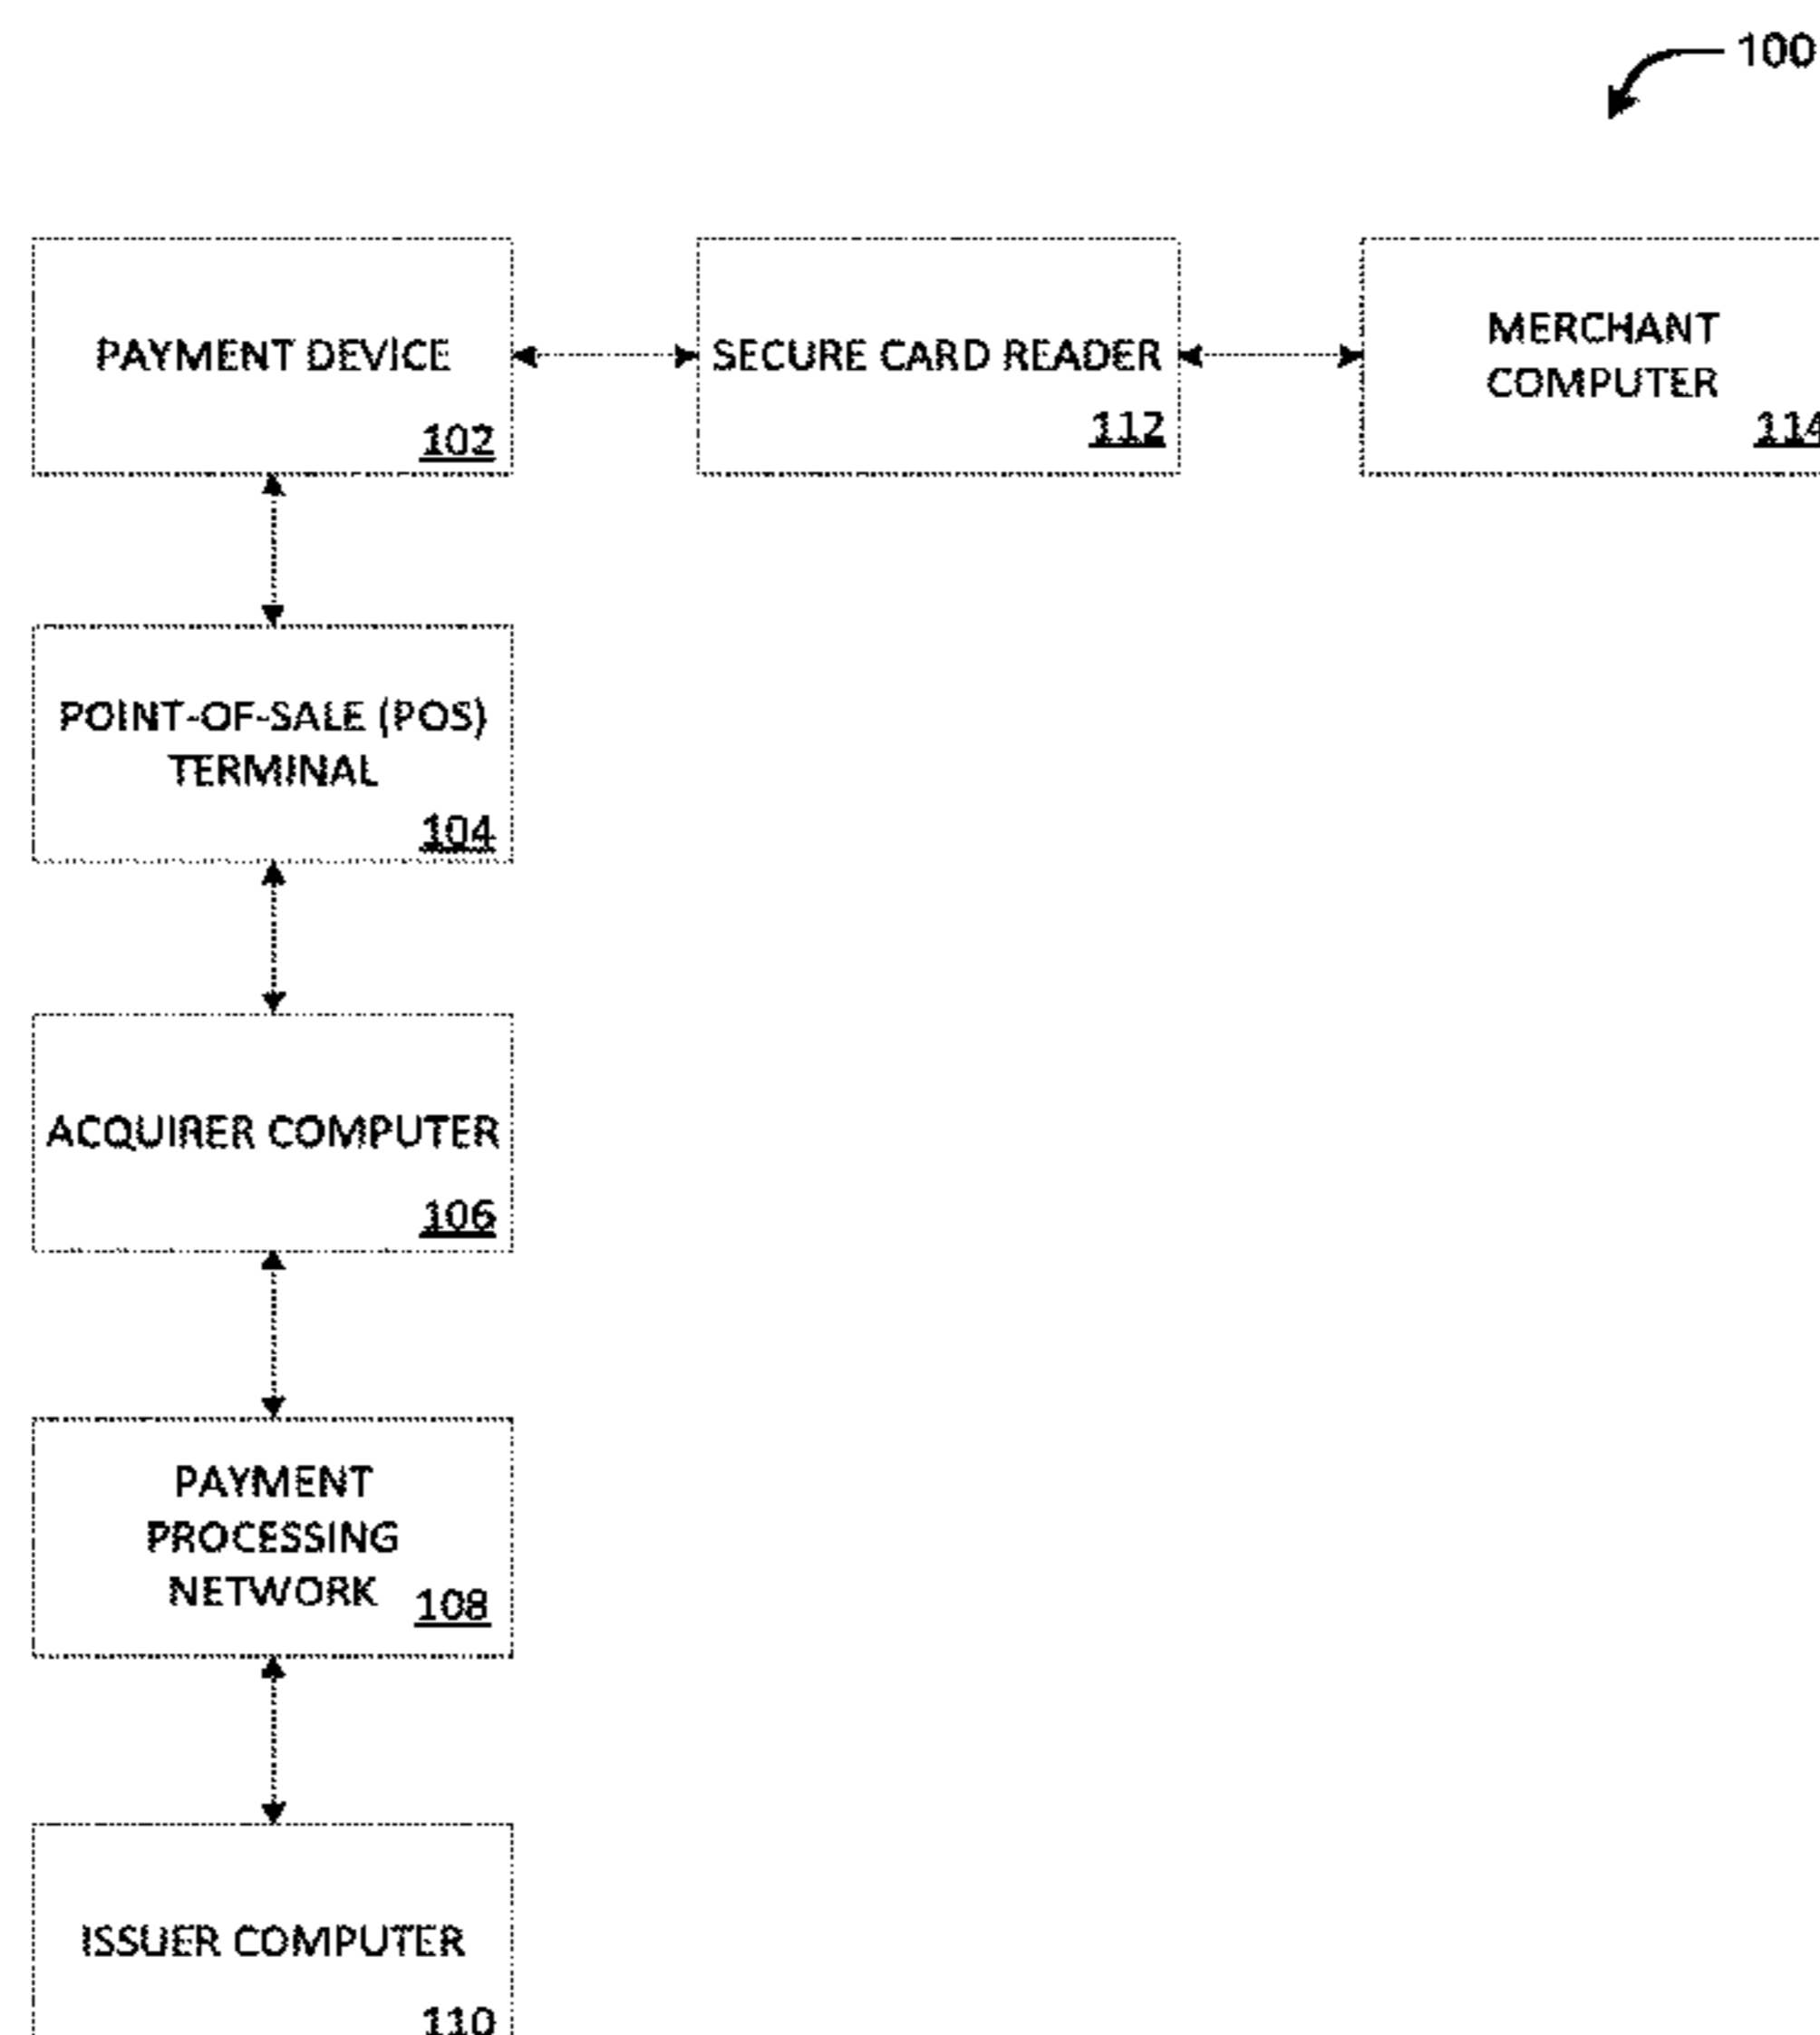 100
PAYMENT DEVICE
102
SECURE CARD READER
112
MERCHANT
COMPUTER
114
POINT-OF-SALE (POS)
TERMINAL
104
ACQUIRER COMPUTER
106
PAYMENT
PROCESSING
NETWORK
108
ISSUER COMPUTER
110